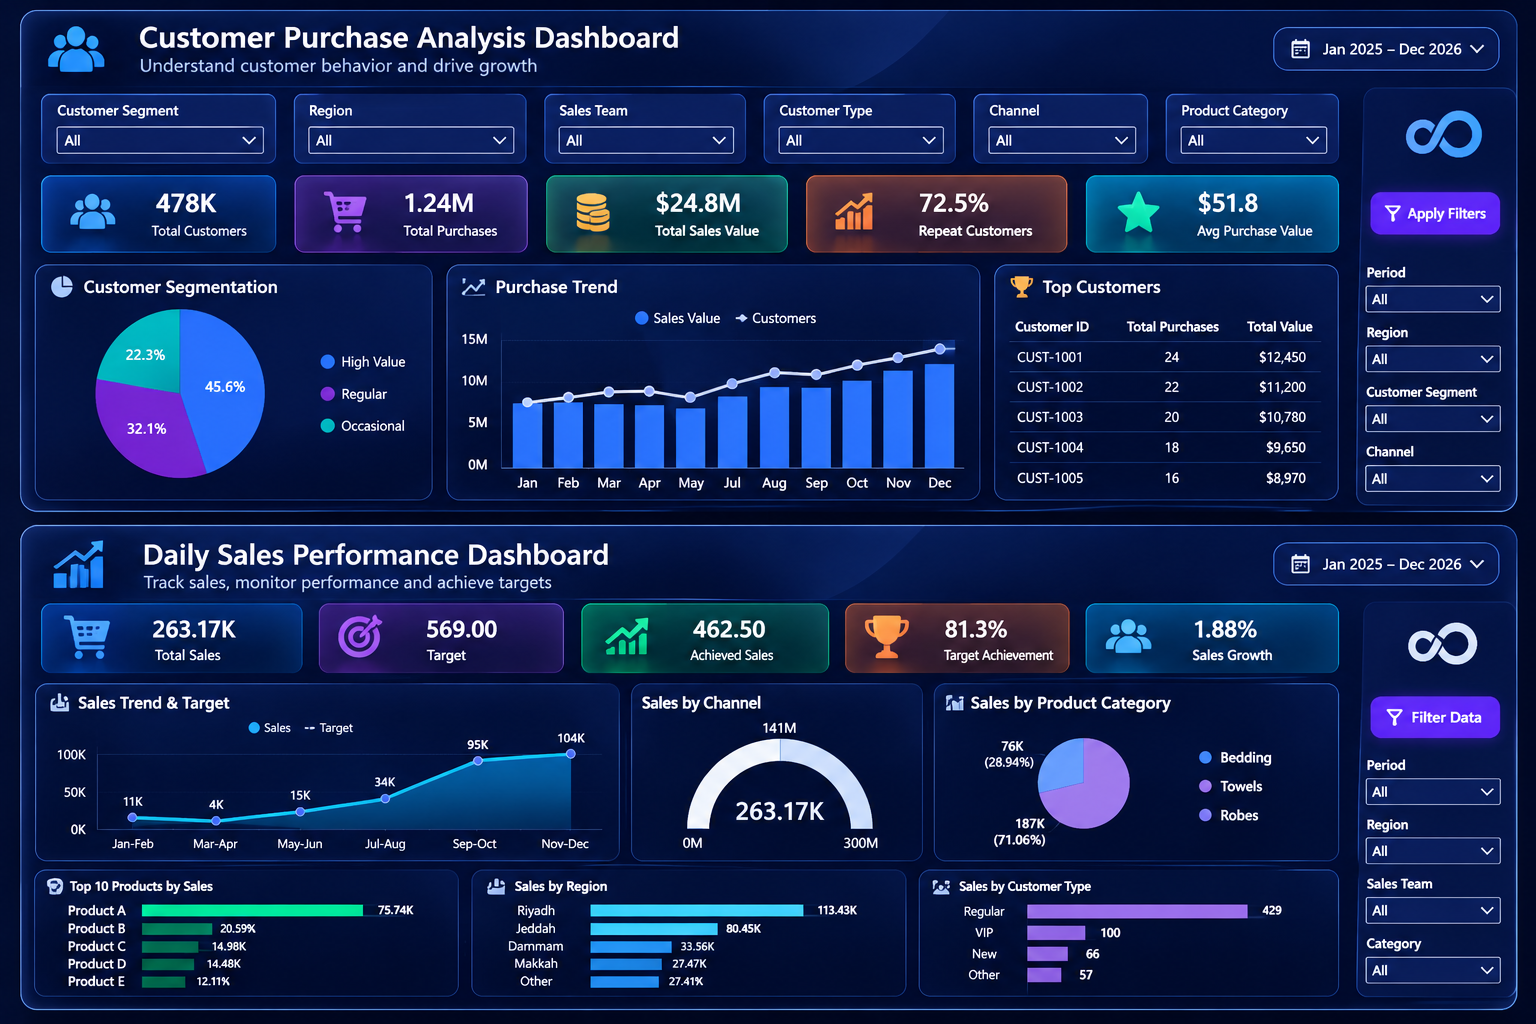 Customer Purchase Analysis Dashboard
Understand customer behavior and drive growth
Jan 2025 – Dec 2026
Customer Segment
All
Region
All
Sales Team
All
Customer Type
All
Channel
All
Product Category
All
478K
Total Customers
1.24M
Total Purchases
$24.8M
Total Sales Value
72.5%
Repeat Customers
$51.8
Avg Purchase Value
Apply Filters
Period
All
Region
All
Customer Segment
All
Channel
All
Customer Segmentation
22.3%
45.6%
32.1%
High Value
Regular
Occasional
Purchase Trend
Sales Value
Customers
15M
10M
5M
0M
Jan Feb Mar Apr May Jul Aug Sep Oct Nov Dec
Top Customers
Customer ID Total Purchases Total Value
CUST-1001 24 $12,450
CUST-1002 22 $11,200
CUST-1003 20 $10,780
CUST-1004 18 $9,650
CUST-1005 16 $8,970
Daily Sales Performance Dashboard
Track sales, monitor performance and achieve targets
Jan 2025 – Dec 2026
263.17K
Total Sales
569.00
Target
462.50
Achieved Sales
81.3%
Target Achievement
1.88%
Sales Growth
Filter Data
Period
All
Region
All
Sales Team
All
Category
All
Sales Trend & Target
Sales
Target
100K
50K
0K
11K
4K
15K
34K
95K
104K
Jan-Feb Mar-Apr May-Jun Jul-Aug Sep-Oct Nov-Dec
Sales by Channel
141M
263.17K
0M
300M
Sales by Product Category
76K
(28.94%)
187K
(71.06%)
Bedding
Towels
Robes
Top 10 Products by Sales
Product A 75.74K
Product B 20.59%
Product C 14.98K
Product D 14.48K
Product E 12.11%
Sales by Region
Riyadh 113.43K
Jeddah 80.45K
Dammam 33.56K
Makkah 27.47K
Other 27.41K
Sales by Customer Type
Regular 429
VIP 100
New 66
Other 57